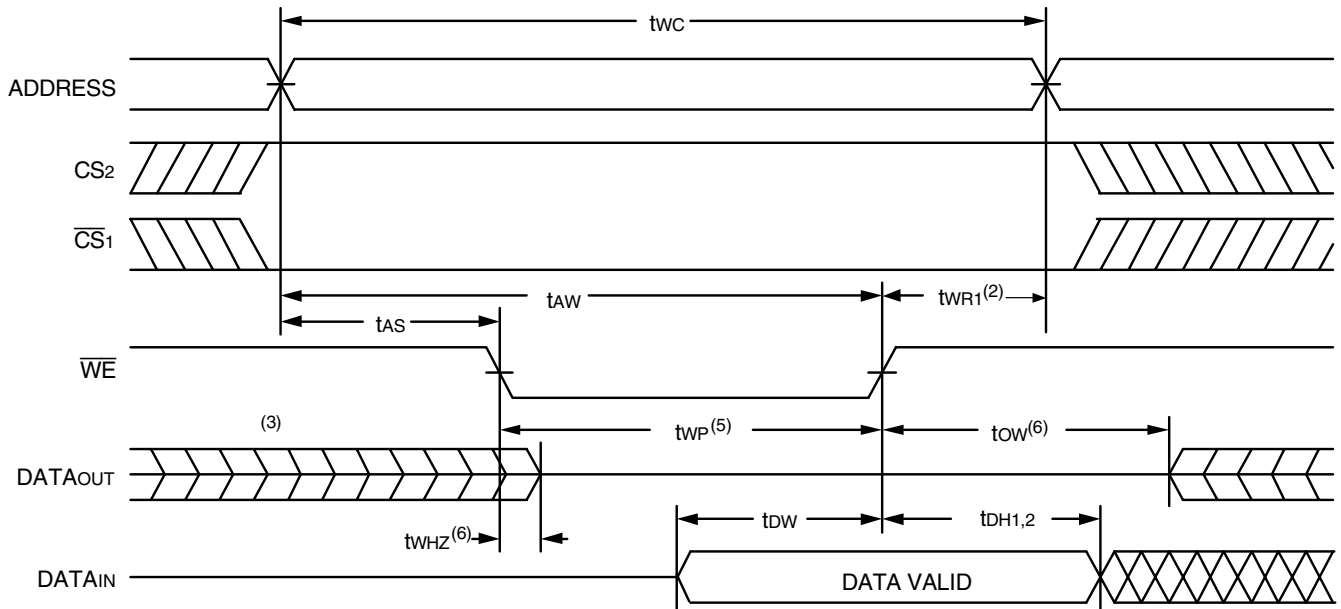 tWC
ADDRESS
CS2
CS1
tAW
tWR1(2)
tAS
WE
(3)
tWP(5)
tOW(6)
DATAOUT
tDW
tDH1,2
tWHZ(6)
DATAIN
DATA VALID